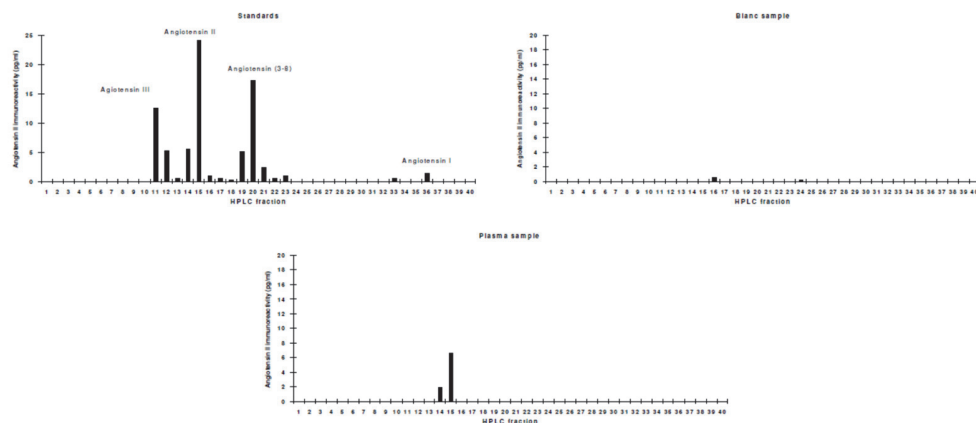 Standards
Angiotensin II immunoreactivity (pg/ml)
25
20
15
10
5
0
Agiotensin III
Angiotensin II
Angiotensin (3-8)
Angiotensin I
1 2 3 4 5 6 7 8 9 10 11 12 13 14 15 16 17 18 19 20 21 22 23 24 25 26 27 28 29 30 31 32 33 34 35 36 37 38 39 40
HPLC fraction
Blanc sample
Angiotensin II immunoreactivity (pg/ml)
20
18
16
14
12
10
8
6
4
2
0
1 2 3 4 5 6 7 8 9 10 11 12 13 14 15 16 17 18 19 20 21 22 23 24 25 26 27 28 29 30 31 32 33 34 35 36 37 38 39 40
HPLC fraction
Plasma sample
Angiotensin II immunoreactivity (pg/ml)
20
18
16
14
12
10
8
6
4
2
0
1 2 3 4 5 6 7 8 9 10 11 12 13 14 15 16 17 18 19 20 21 22 23 24 25 26 27 28 29 30 31 32 33 34 35 36 37 38 39 40
HPLC fraction